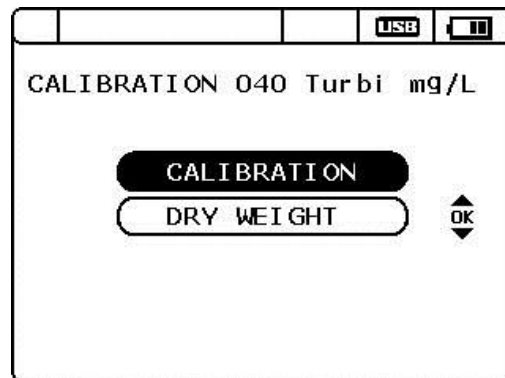 USB
CALIBRATION 040 Turbi mg/L
CALIBRATION
DRY WEIGHT
OK